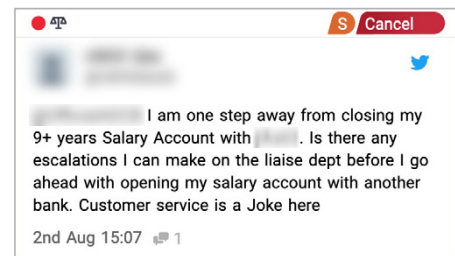 S Cancel
I am one step away from closing my
9+ years Salary Account with . Is there any
escalations I can make on the liaise dept before I go
ahead with opening my salary account with another
bank. Customer service is a Joke here
2nd Aug 15:07 1